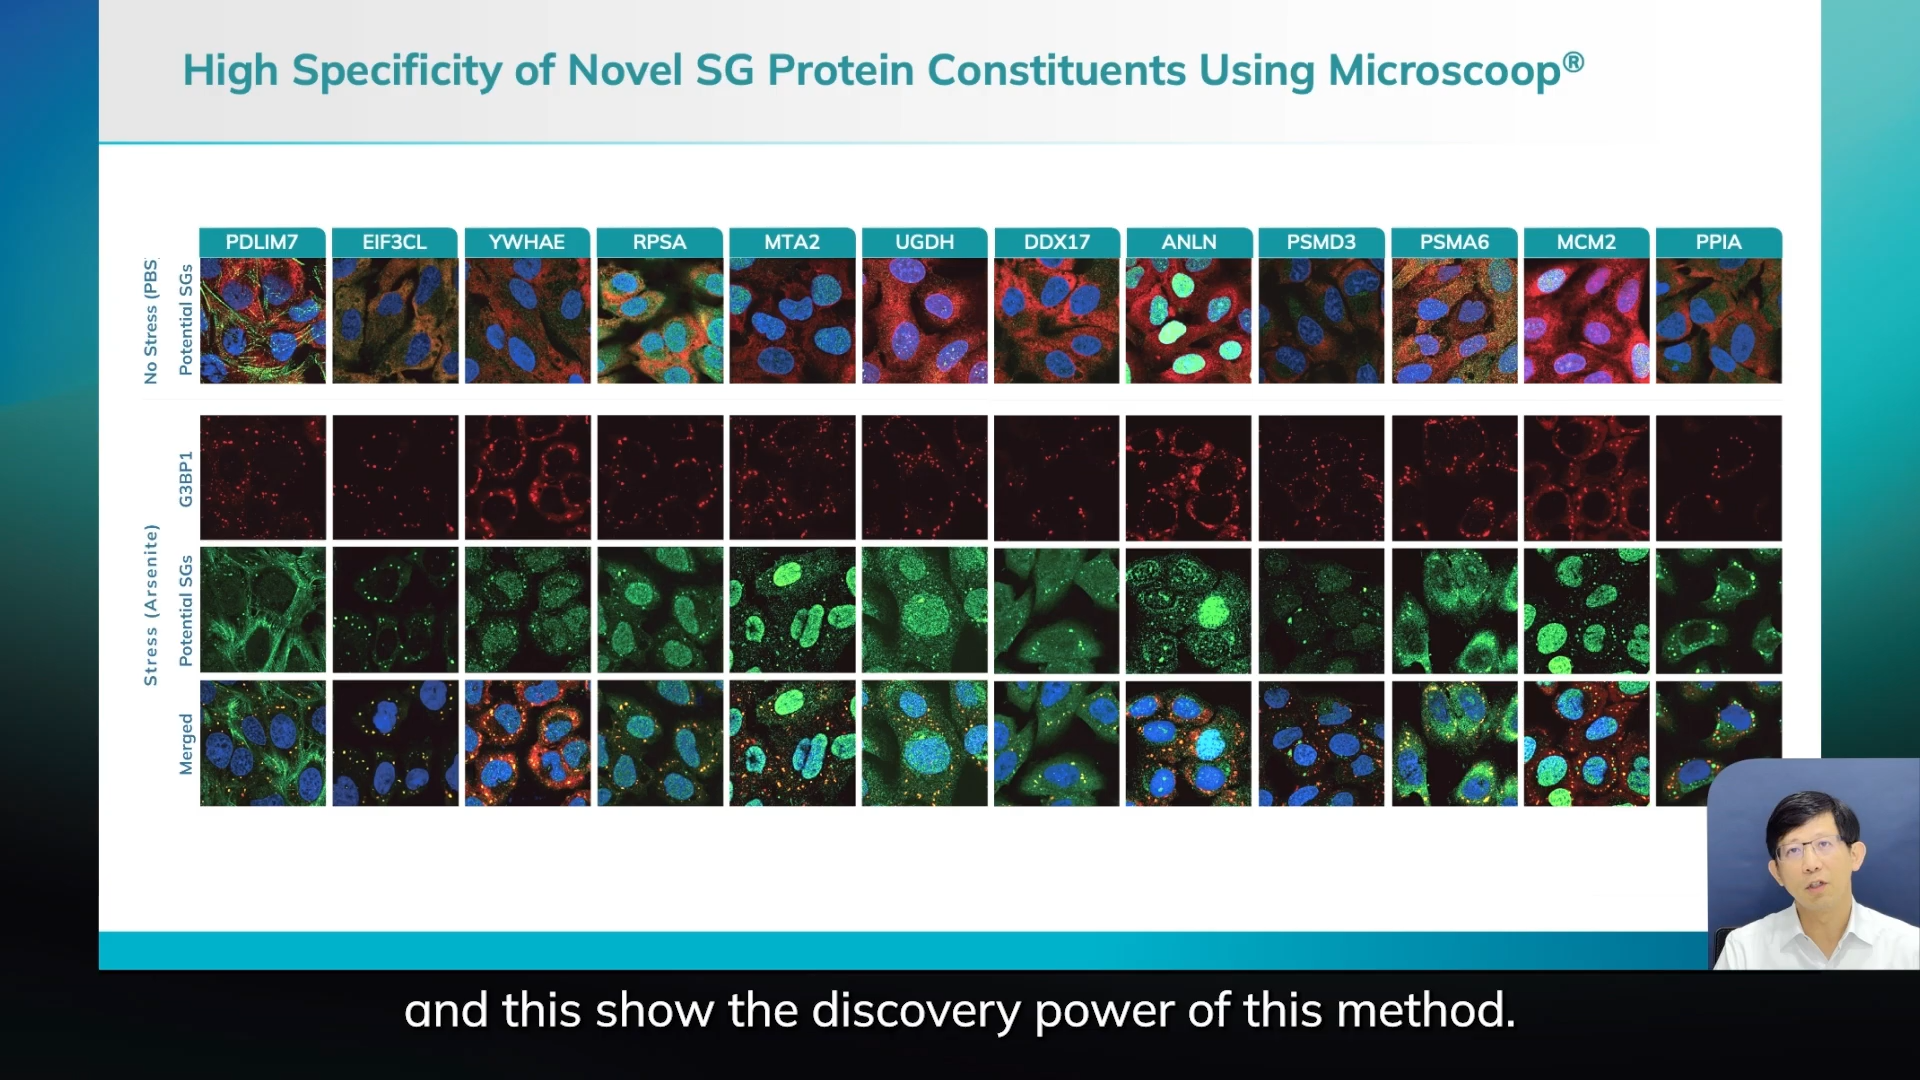 High Specificity of Novel SG Protein Constituents Using Microscoop®
PDLIM7 EIF3CL YWHAE RPSA MTA2 UGDH DDX17 ANLN PSMD3 PSMA6 MCM2 PPIA
No Stress (PBS
Potential SGs
Stress (Arsenite)
G3BP1
Potential SGs
Merged
and this show the discovery power of this method.